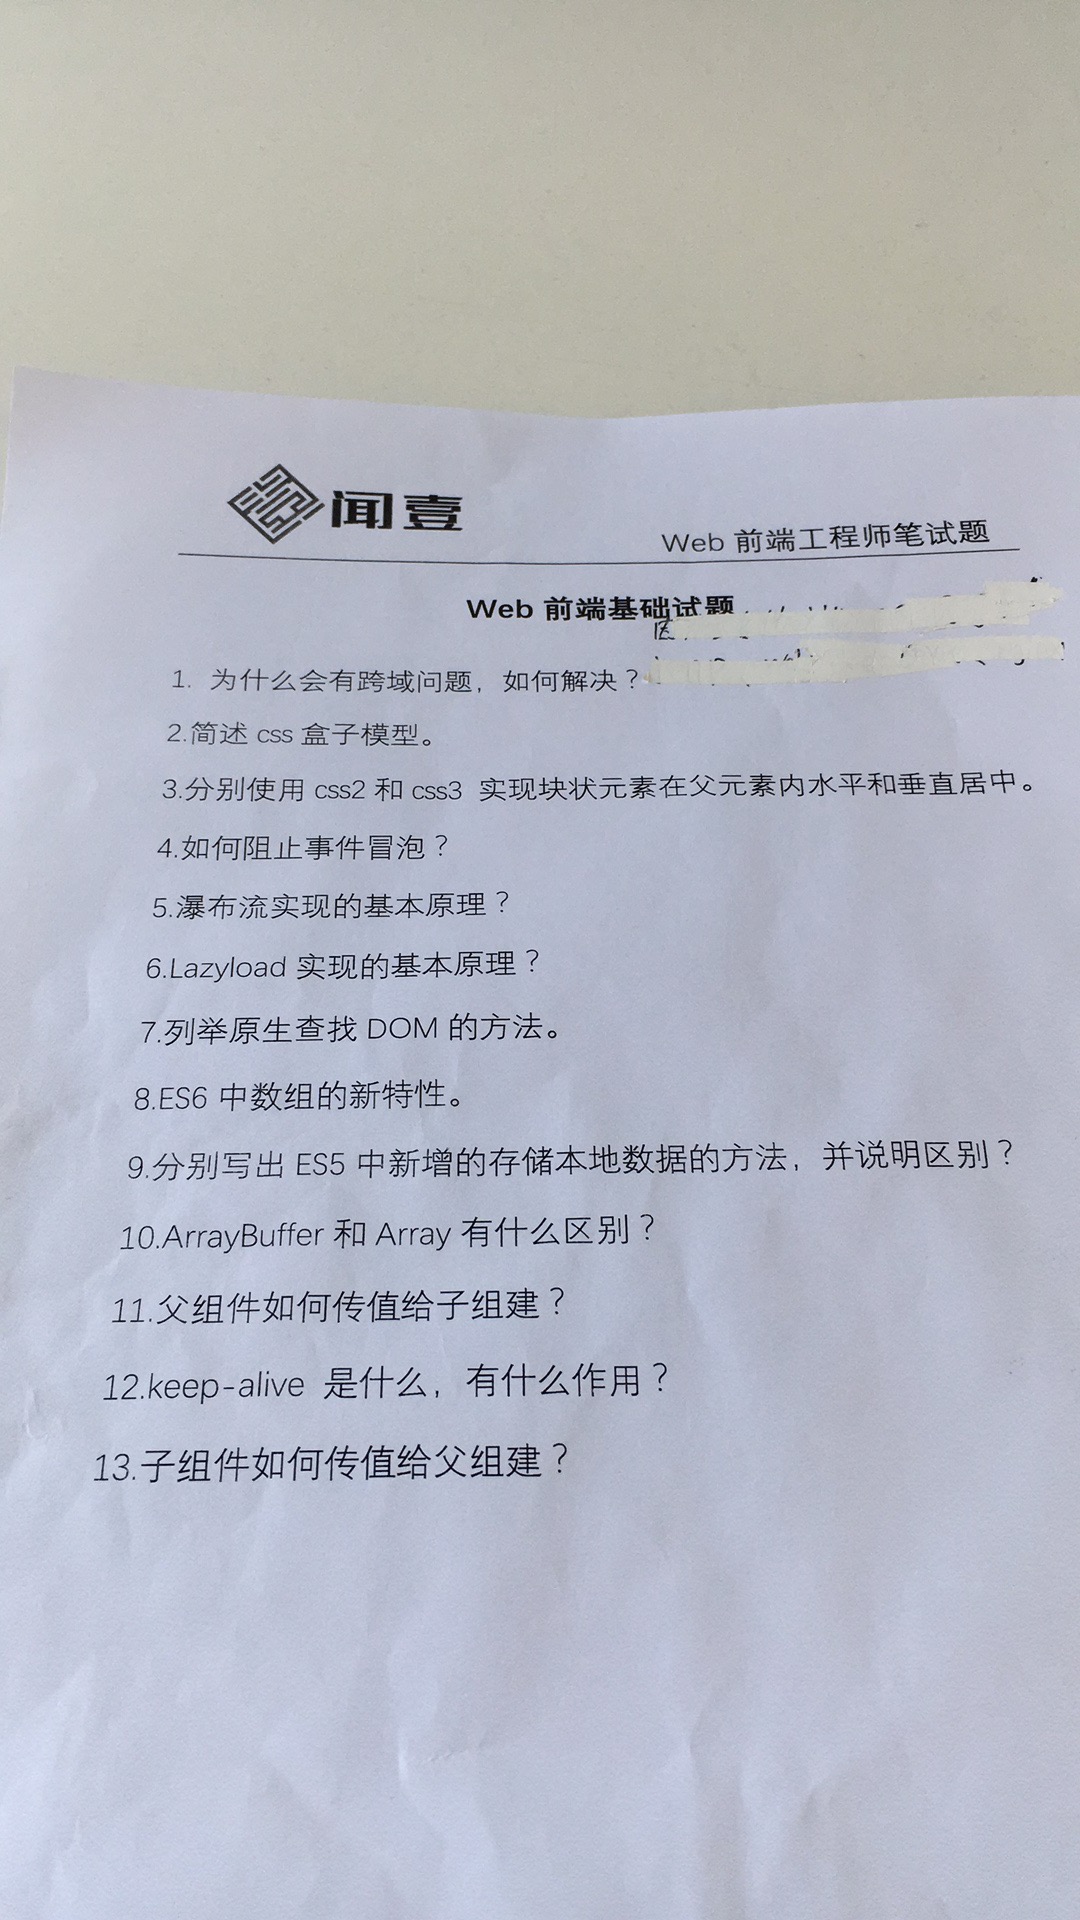 闻壹
Web 前端工程师笔试题
Web 前端基础试题
1. 为什么会有跨域问题，如何解决？
2.简述 css 盒子模型。
3.分别使用 css2 和 css3 实现块状元素在父元素内水平和垂直居中。
4.如何阻止事件冒泡？
5.瀑布流实现的基本原理？
6.Lazyload 实现的基本原理？
7.列举原生查找 DOM 的方法。
8.ES6 中数组的新特性。
9.分别写出 ES5 中新增的存储本地数据的方法，并说明区别？
10.ArrayBuffer 和 Array 有什么区别？
11.父组件如何传值给子组建？
12.keep-alive 是什么，有什么作用？
13.子组件如何传值给父组建？